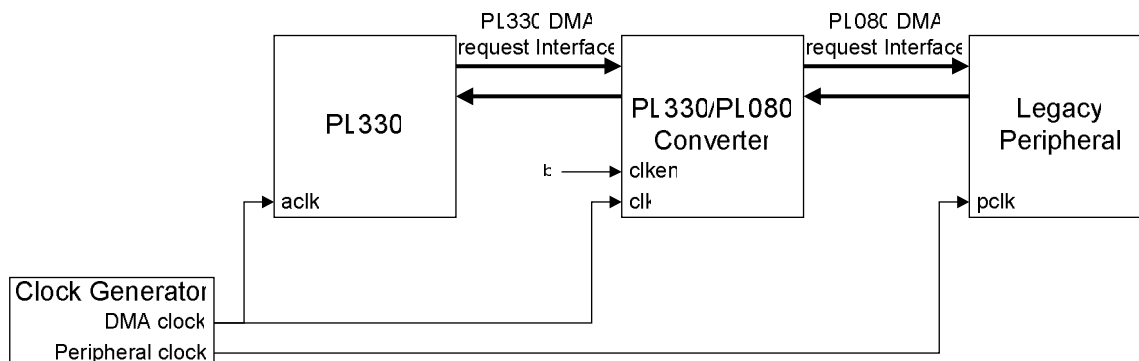 PL330 DMA
request Interface
PL080 DMA
request Interface
PL330
PL330/PL080
Converter
Legacy
Peripheral
clken
aclk
clk
pclk
Clock Generator
DMA clock
Peripheral clock